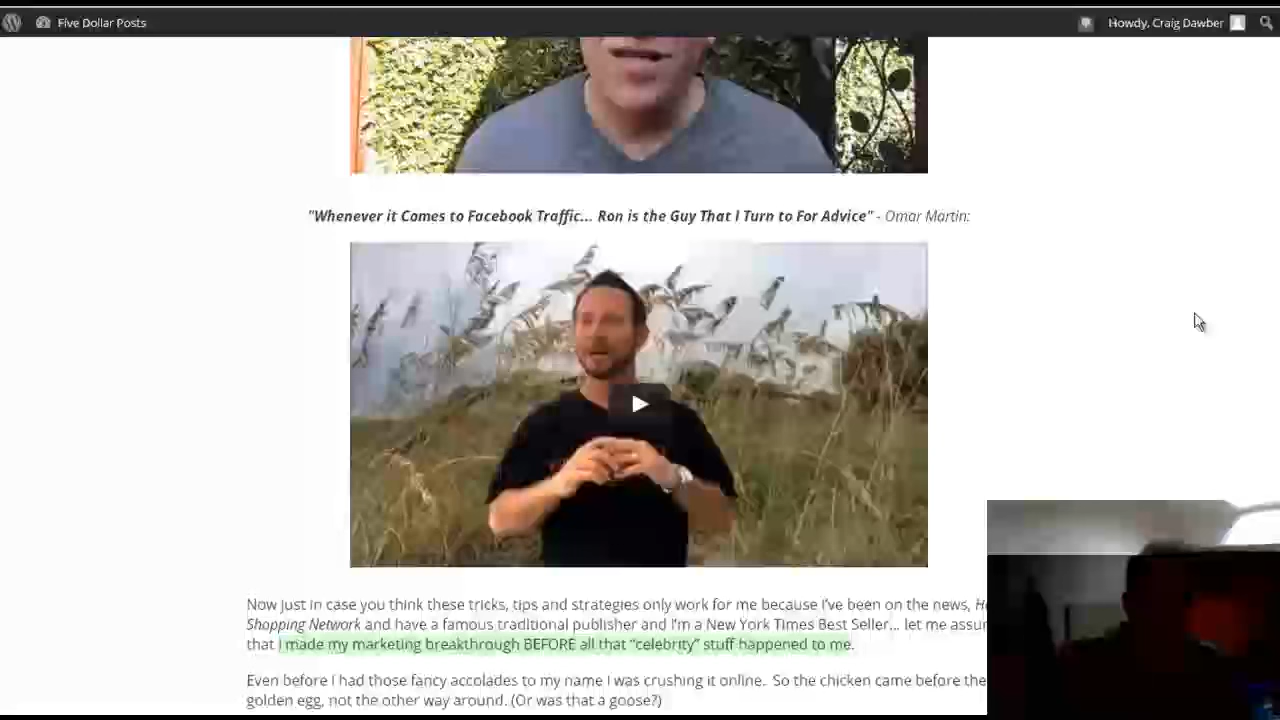 Five Dollar Posts
Howdy, Craig Dawber
"Whenever it Comes to Facebook Traffic... Ron is the Guy That I Turn to For Advice" - Omar Martin:
Now just in case you think these tricks, tips and strategies only work for me because I've been on the news,
Shopping Network and have a famous traditional publisher and I'm a New York Times Best Seller... let me
that I made my marketing breakthrough BEFORE all that "celebrity" stuff happened to me.
Even before I had those fancy accolades to my name I was crushing it online. So the chicken came before the
golden egg, not the other way around. (Or was that a goose?)